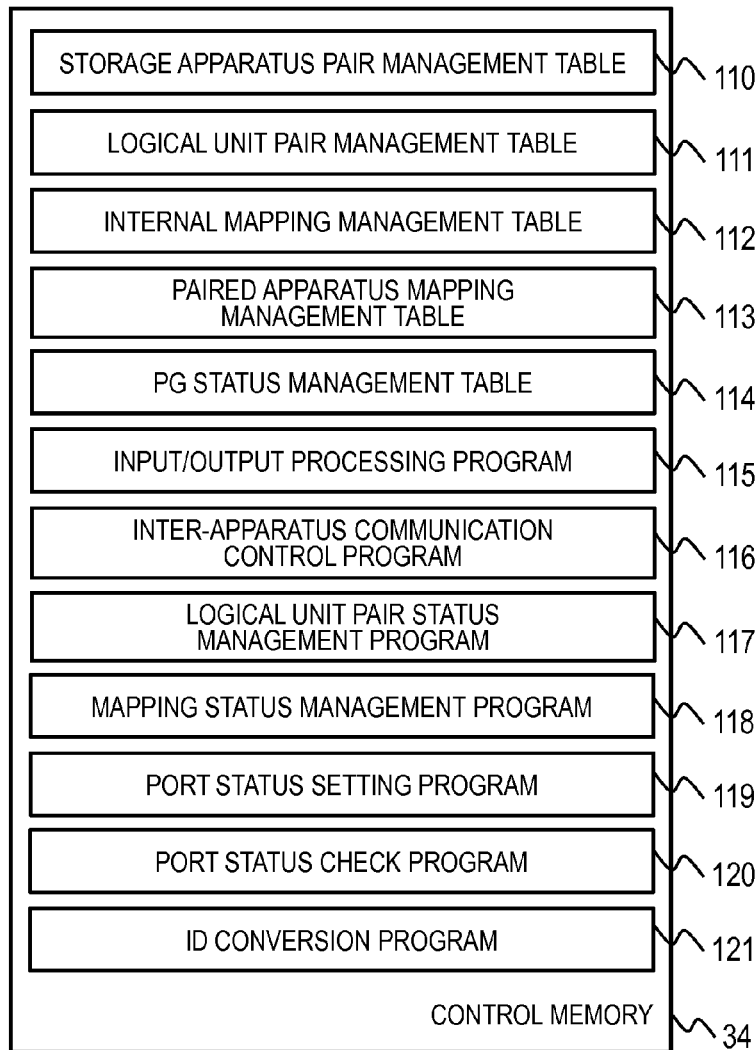 STORAGE APPARATUS PAIR MANAGEMENT TABLE 110
LOGICAL UNIT PAIR MANAGEMENT TABLE 111
INTERNAL MAPPING MANAGEMENT TABLE 112
PAIRED APPARATUS MAPPING
MANAGEMENT TABLE 113
PG STATUS MANAGEMENT TABLE 114
INPUT/OUTPUT PROCESSING PROGRAM 115
INTER-APPARATUS COMMUNICATION
CONTROL PROGRAM 116
LOGICAL UNIT PAIR STATUS
MANAGEMENT PROGRAM 117
MAPPING STATUS MANAGEMENT PROGRAM 118
PORT STATUS SETTING PROGRAM 119
PORT STATUS CHECK PROGRAM 120
ID CONVERSION PROGRAM 121
CONTROL MEMORY 34